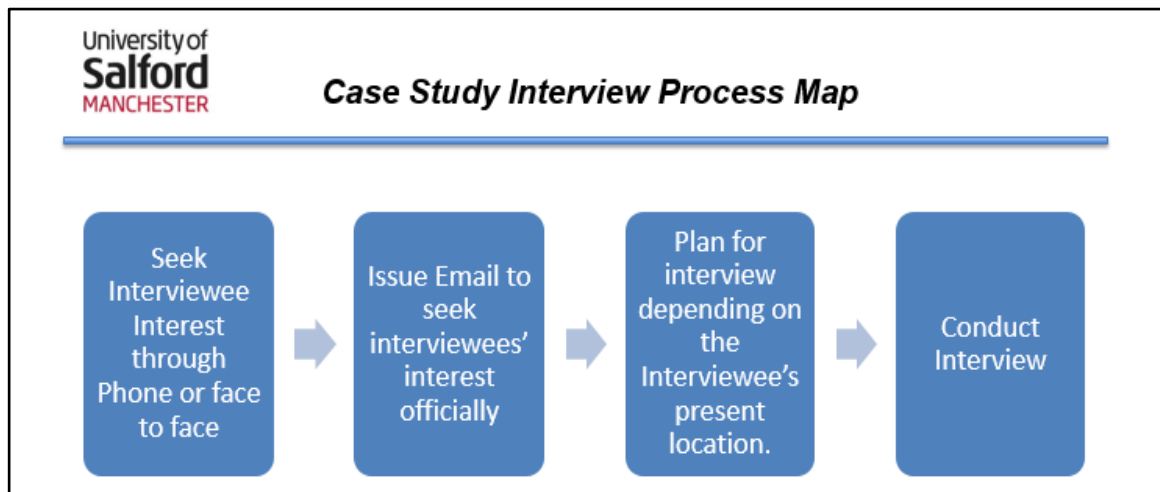 University of
Salford
MANCHESTER
Case Study Interview Process Map
Seek
Interviewee
Interest
through
Phone or face
to face
Issue Email to
seek
interviewees’
interest
officially
Plan for
interview
depending on
the
Interviewee’s
present
location.
Conduct
Interview